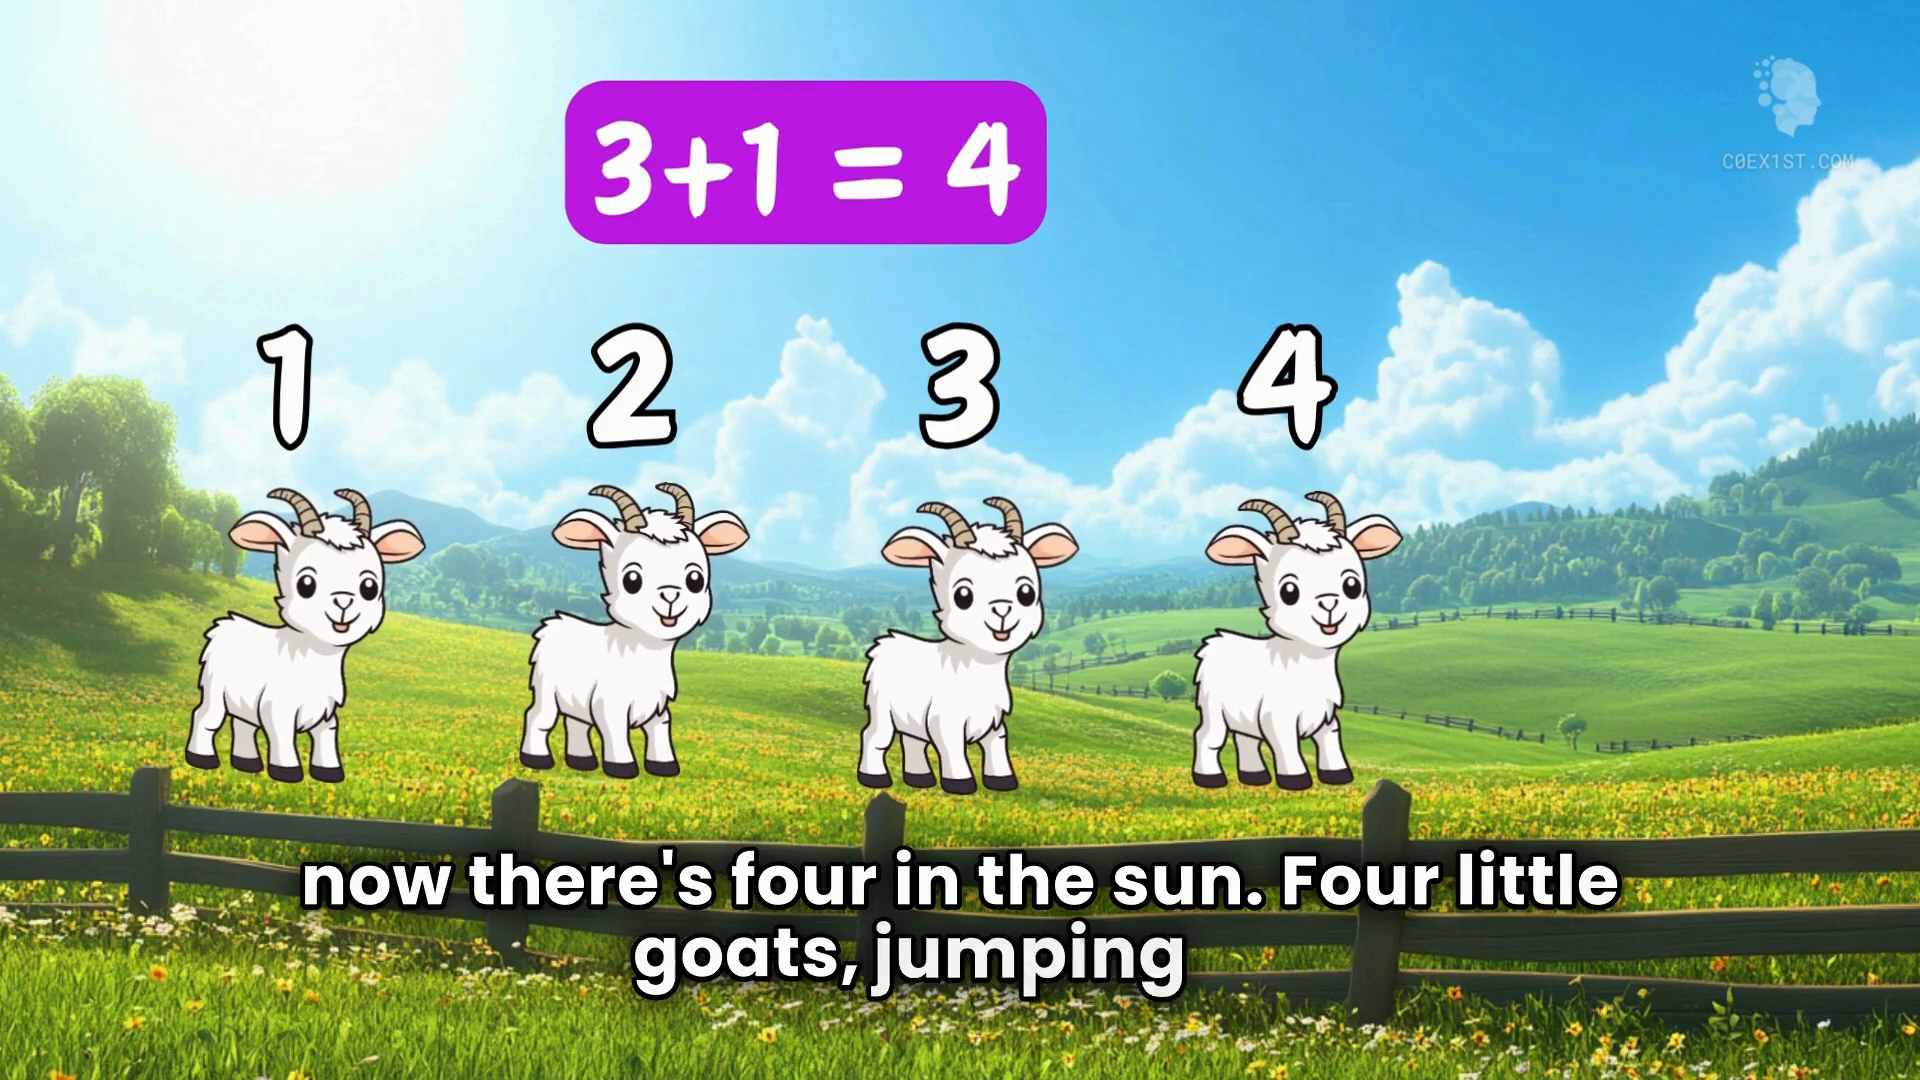 3+1 = 4
C0EX1ST.COM
1 2 3 4
now there's four in the sun. Four little
goats, jumping